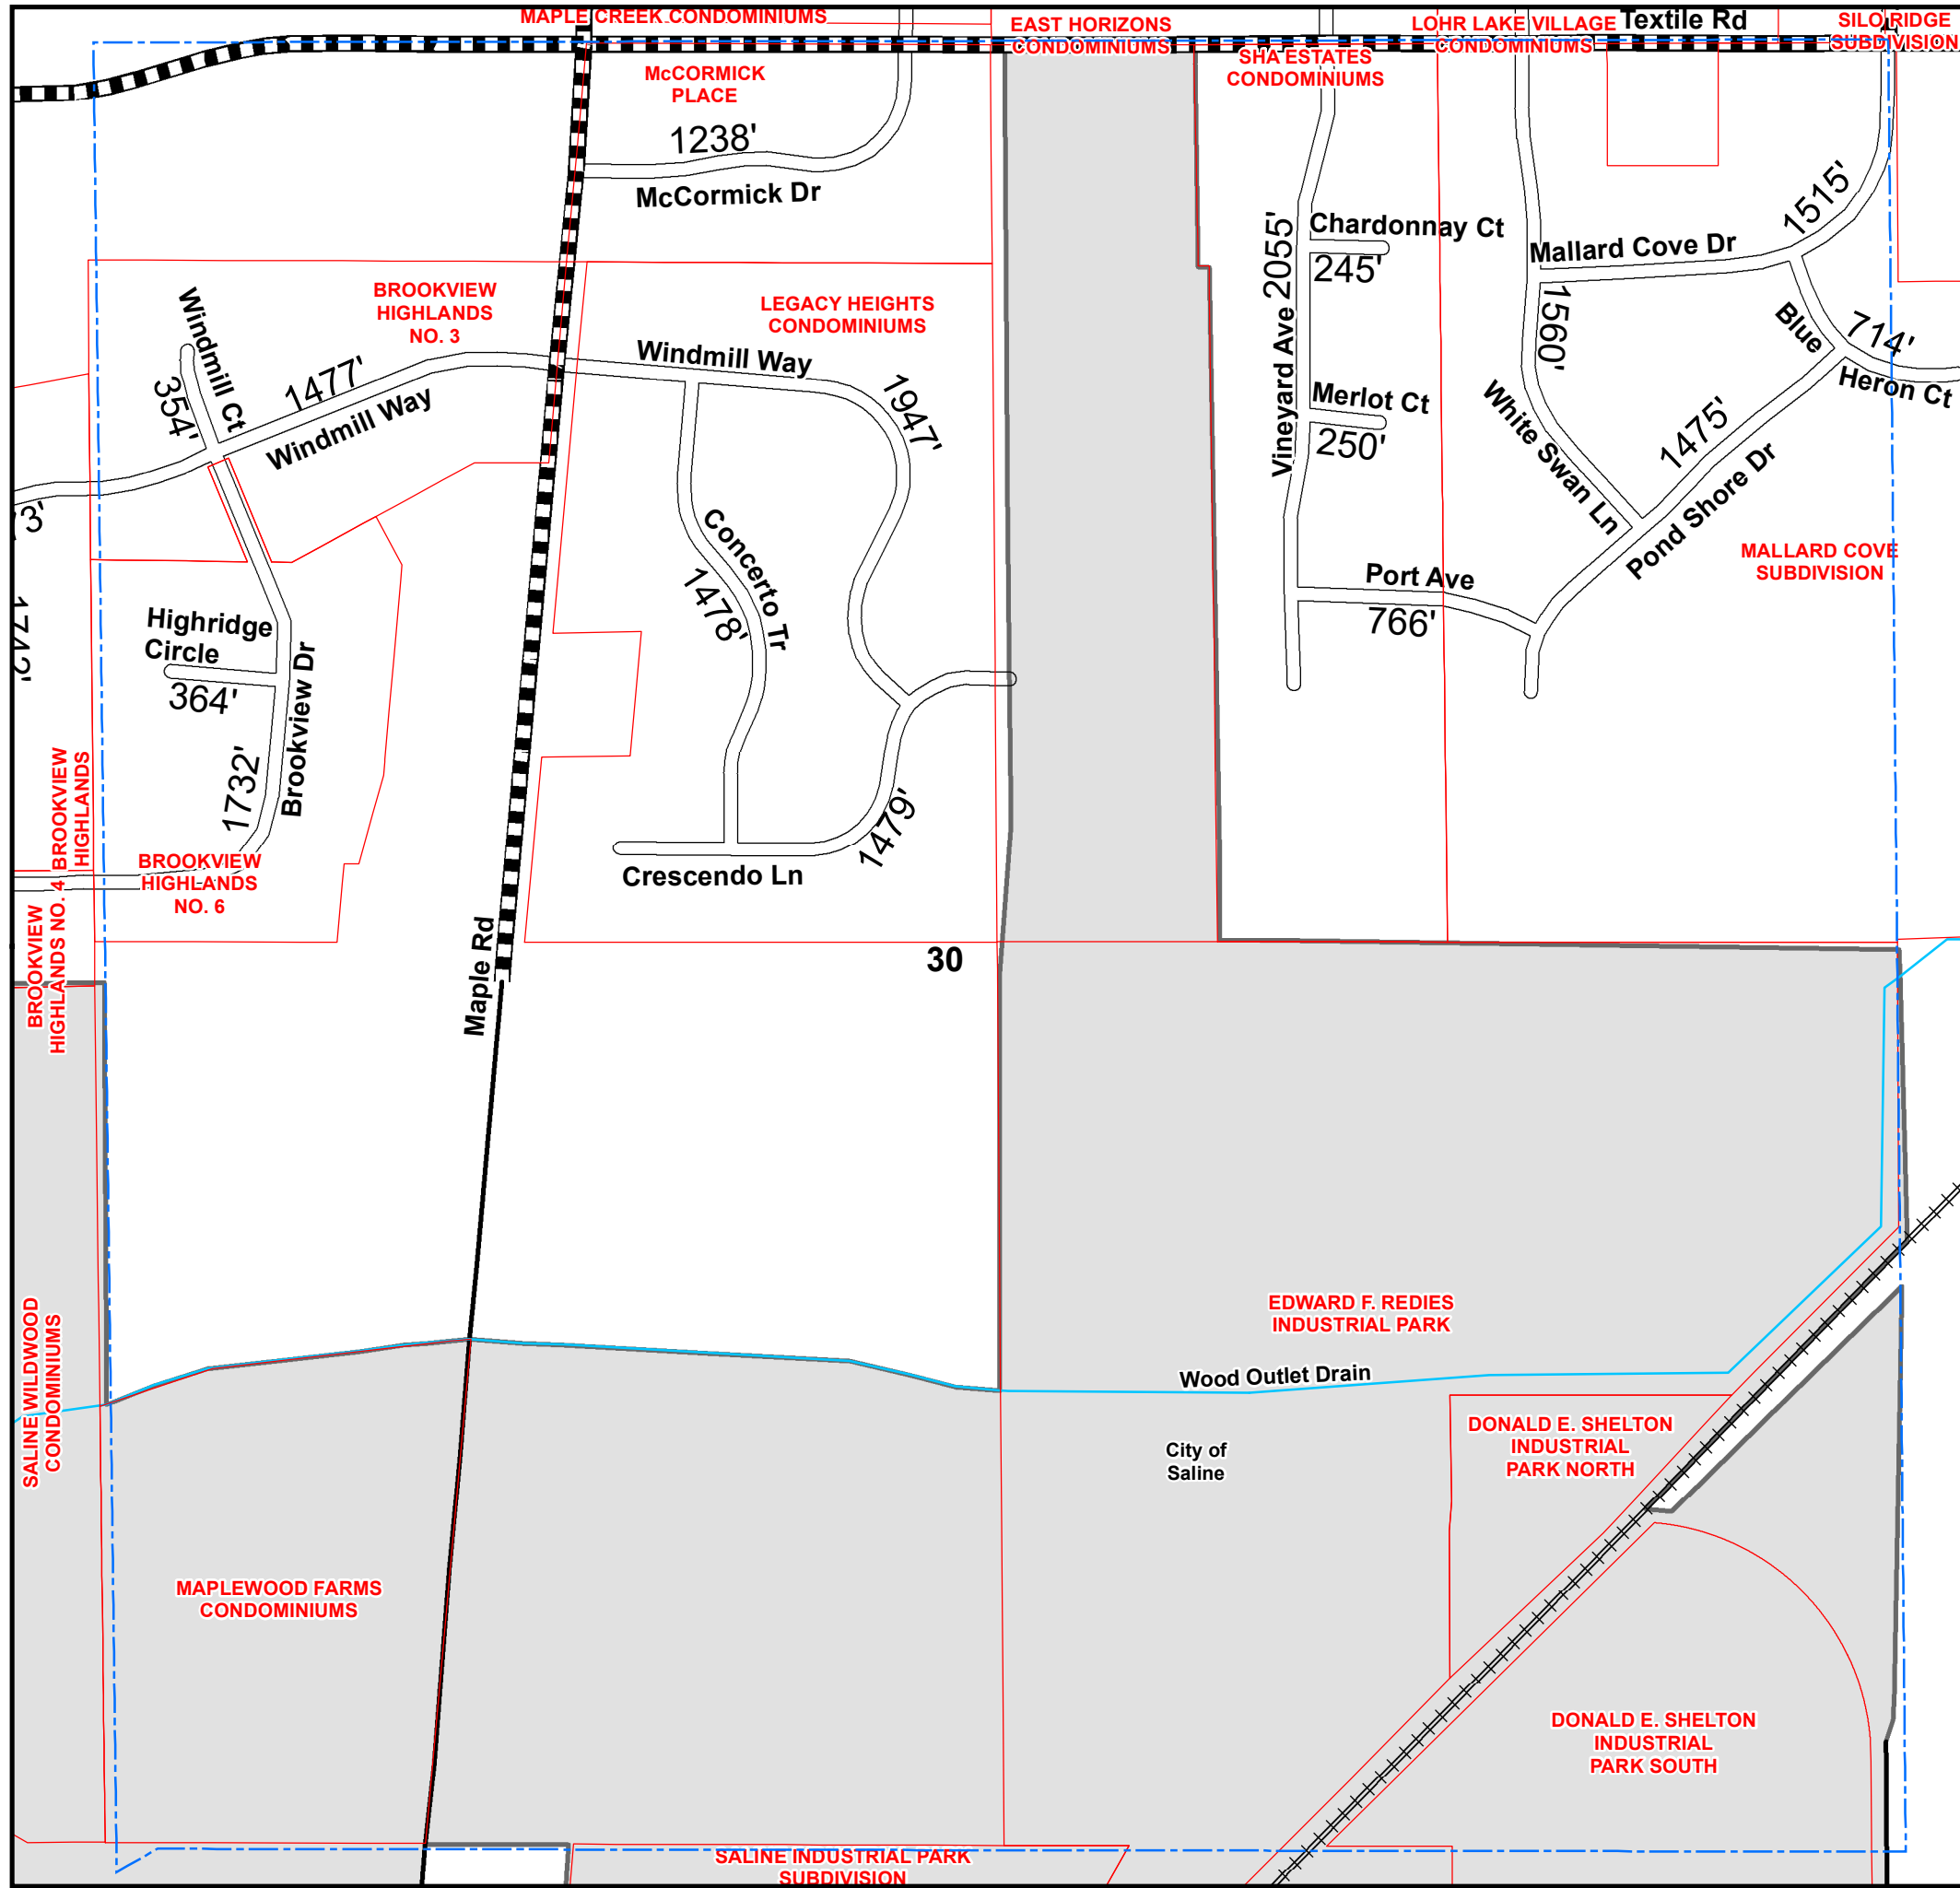 MAPLE CREEK CONDOMINIUMS
EAST HORIZONS
CONDOMINIUMS
LOHR LAKE VILLAGE
CONDOMINIUMS
Textile Rd
SILO RIDGE
SUBDIVISION
McCORMICK
PLACE
SHA ESTATES
CONDOMINIUMS
1238'
McCormick Dr
1515'
Chardonnay Ct
245'
Mallard Cove Dr
Vineyard Ave
2055'
BROOKVIEW
HIGHLANDS
NO. 3
LEGACY HEIGHTS
CONDOMINIUMS
Windmill Ct
354'
1477'
Windmill Way
Windmill Way
1947'
1560'
White Swan Ln
Blue
Heron Ct
714'
Merlot Ct
250'
1475'
Pond Shore Dr
3'
Concerto Tr
1478'
MALLARD COVE
SUBDIVISION
Port Ave
766'
1742'
Highridge
Circle
364'
Brookview Dr
1732'
BROOKVIEW
HIGHLANDS
BROOKVIEW
HIGHLANDS
NO. 6
1479'
Crescendo Ln
BROOKVIEW
HIGHLANDS NO. 4
Maple Rd
30
SALINE WILDWOOD
CONDOMINIUMS
EDWARD F. REDIES
INDUSTRIAL PARK
Wood Outlet Drain
City of
Saline
DONALD E. SHELTON
INDUSTRIAL
PARK NORTH
MAPLEWOOD FARMS
CONDOMINIUMS
DONALD E. SHELTON
INDUSTRIAL
PARK SOUTH
SALINE INDUSTRIAL PARK
SUBDIVISION